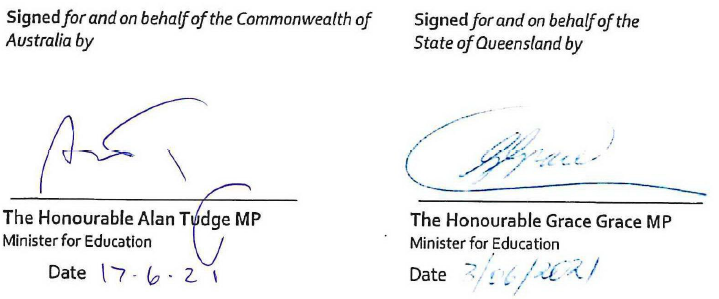 Signed for and on behalf of the Commonwealth of
Australia by
The Honourable Alan Tudge MP
Minister for Education
Date 17.6.21
Signed for and on behalf of the
State of Queensland by
The Honourable Grace Grace MP
Minister for Education
Date 2/06/2021